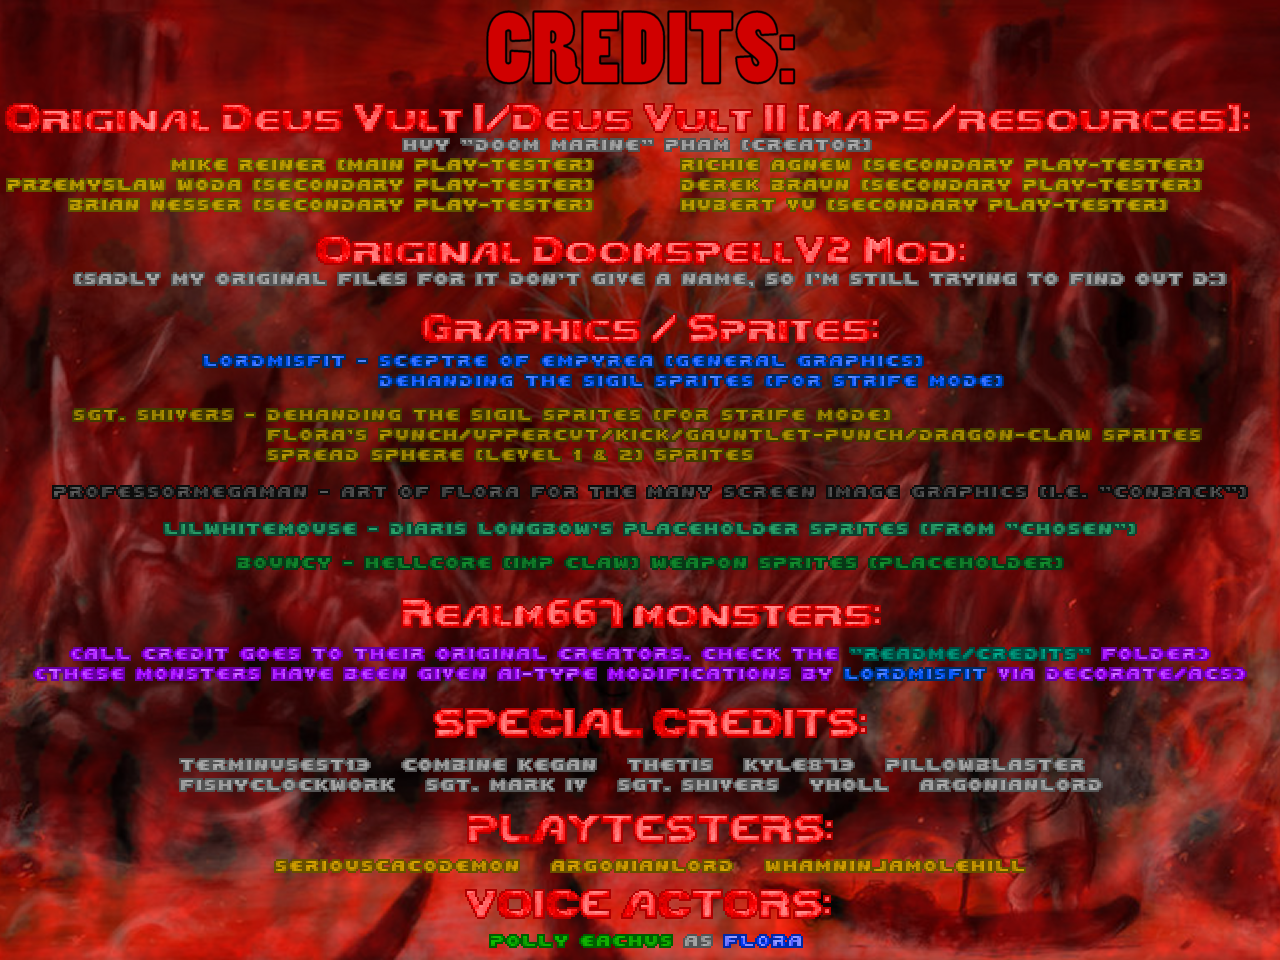 CREDITS:
ORIGINAL DEUS VULT I/DEUS VULT II [MAPS/RESOURCES]:
HUY "DOOM MARINE" PHAM (CREATOR)
MIKE REINER (MAIN PLAY-TESTER) RICHIE AGNEW (SECONDARY PLAY-TESTER)
PRZEMYSLAW WODA (SECONDARY PLAY-TESTER) DEREK BRAUN (SECONDARY PLAY-TESTER)
BRIAN NESSER (SECONDARY PLAY-TESTER) HUBERT VU (SECONDARY PLAY-TESTER)
ORIGINAL DOOMSPELLV2 MOD:
(SADLY MY ORIGINAL FILES FOR IT DON'T GIVE A NAME, SO I'M STILL TRYING TO FIND OUT D:)
GRAPHICS / SPRITES:
LORDMISFIT - SCEPTRE OF EMPYREA (GENERAL GRAPHICS)
DEHANDING THE SIGIL SPRITES (FOR STRIFE MODE)
SGT. SHIVERS - DEHANDING THE SIGIL SPRITES (FOR STRIFE MODE)
FLORA'S PUNCH/UPPERCUT/KICK/GAUNTLET-PUNCH/DRAGON-CLAW SPRITES
SPREAD SPHERE (LEVEL 1 & 2) SPRITES
PROFESSORMEGAMAN - ART OF FLORA FOR THE MANY SCREEN IMAGE GRAPHICS (I.E. "CONBACK")
LILWHITEMOUSE - DIARIS LONGBOW'S PLACEHOLDER SPRITES (FROM "CHOSEN")
BOUNCY - HELLCORE (IMP CLAW) WEAPON SPRITES (PLACEHOLDER)
REALM667 MONSTERS:
(ALL CREDIT GOES TO THEIR ORIGINAL CREATORS. CHECK THE "README/CREDITS" FOLDER)
(THESE MONSTERS HAVE BEEN GIVEN AI-TYPE MODIFICATIONS BY LORDMISFIT VIA DECORATE/ACS)
SPECIAL CREDITS:
TERMINUSEST13 COMBINE KEGAN THETIS KYLE873 PILLOWBLASTER
FISHYCLOCKWORK SGT. MARK IV SGT. SHIVERS YHOLL ARGONIANLORD
PLAYTESTERS:
SERIOUSCACODEMON ARGONIANLORD WHAMNINJAMOLEHILL
VOICE ACTORS:
POLLY EACHUS AS FLORA